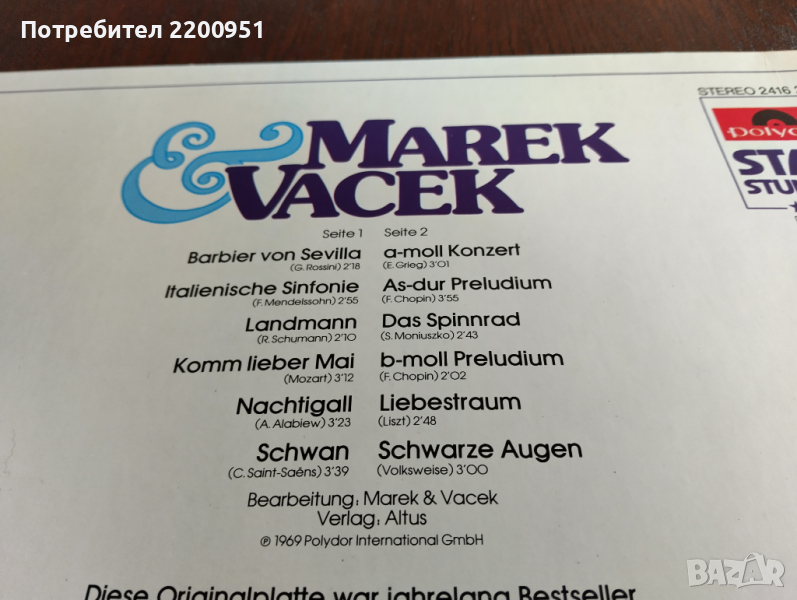 Потребител 2200951
STEREO 2416
Polydor
& MAREK
VACEK
Seite 1 Seite 2
Barbier von Sevilla
(G. Rossini) 2'18
Italienische Sinfonie
(F. Mendelssohn) 2'55
Landmann
(R. Schumann) 2'10
Komm lieber Mai
(Mozart) 3'12
Nachtigall
(A. Alabiew) 3'23
Schwan
(C. Saint-Saëns) 3'39
a-moll Konzert
(E. Grieg) 3'01
As-dur Preludium
(F. Chopin) 3'55
Das Spinnrad
(S. Moniuszko) 2'43
b-moll Preludium
(F. Chopin) 2'02
Liebestraum
(Liszt) 2'48
Schwarze Augen
(Volksweise) 3'00
Bearbeitung: Marek & Vacek
Verlag: Altus
℗ 1969 Polydor International GmbH
Diese Originalplatte war jahrelang Bestseller
BAZAR